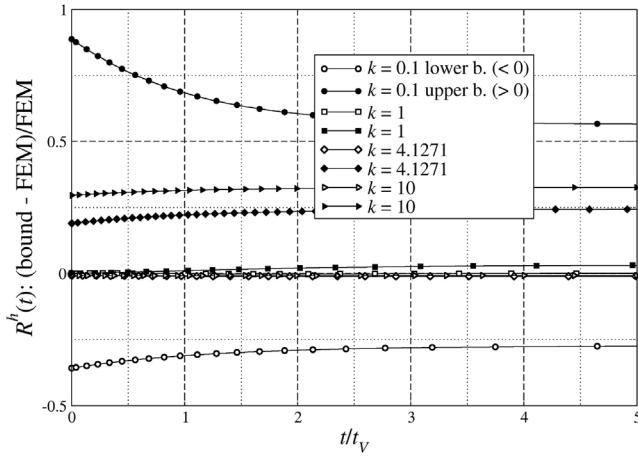 1
0.5
0.0
-0.5
R^h(t): (bound - FEM)/FEM
k = 0.1 lower b. (< 0)
k = 0.1 upper b. (> 0)
k = 1
k = 1
k = 4.1271
k = 4.1271
k = 10
k = 10
0 1 2 3 4 5
t/t_V